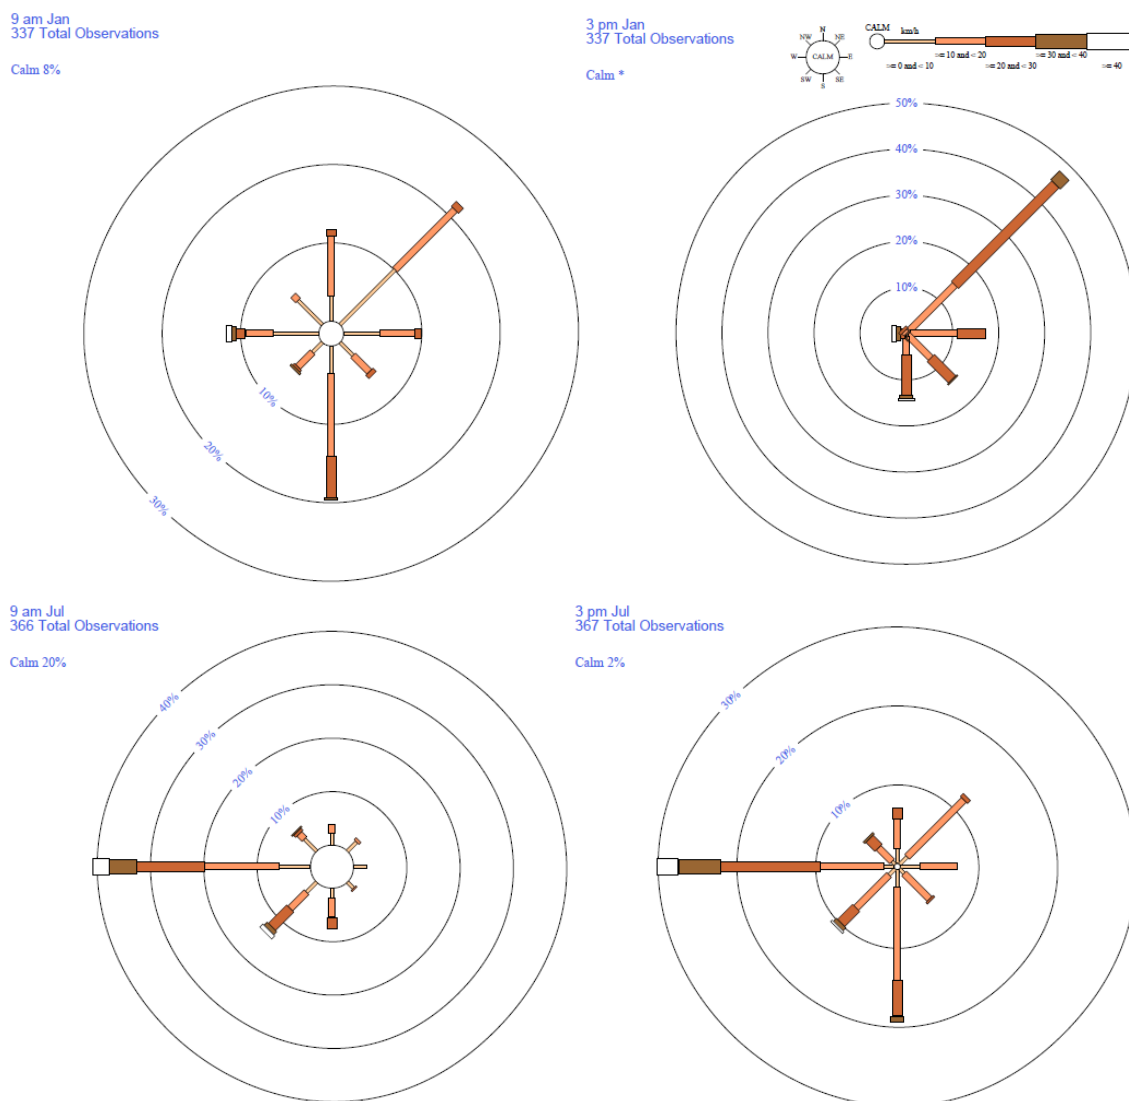 9 am Jan
337 Total Observations
Calm 8%
10%
20%
30%
3 pm Jan
337 Total Observations
Calm *
N
NW NE
W CALM E
SW SE
S
CALM km/h
>= 10 and < 20 >= 30 and < 40
>= 0 and < 10 >= 20 and < 30 >= 40
50%
40%
30%
20%
10%
9 am Jul
366 Total Observations
Calm 20%
40%
30%
20%
10%
3 pm Jul
367 Total Observations
Calm 2%
30%
20%
10%